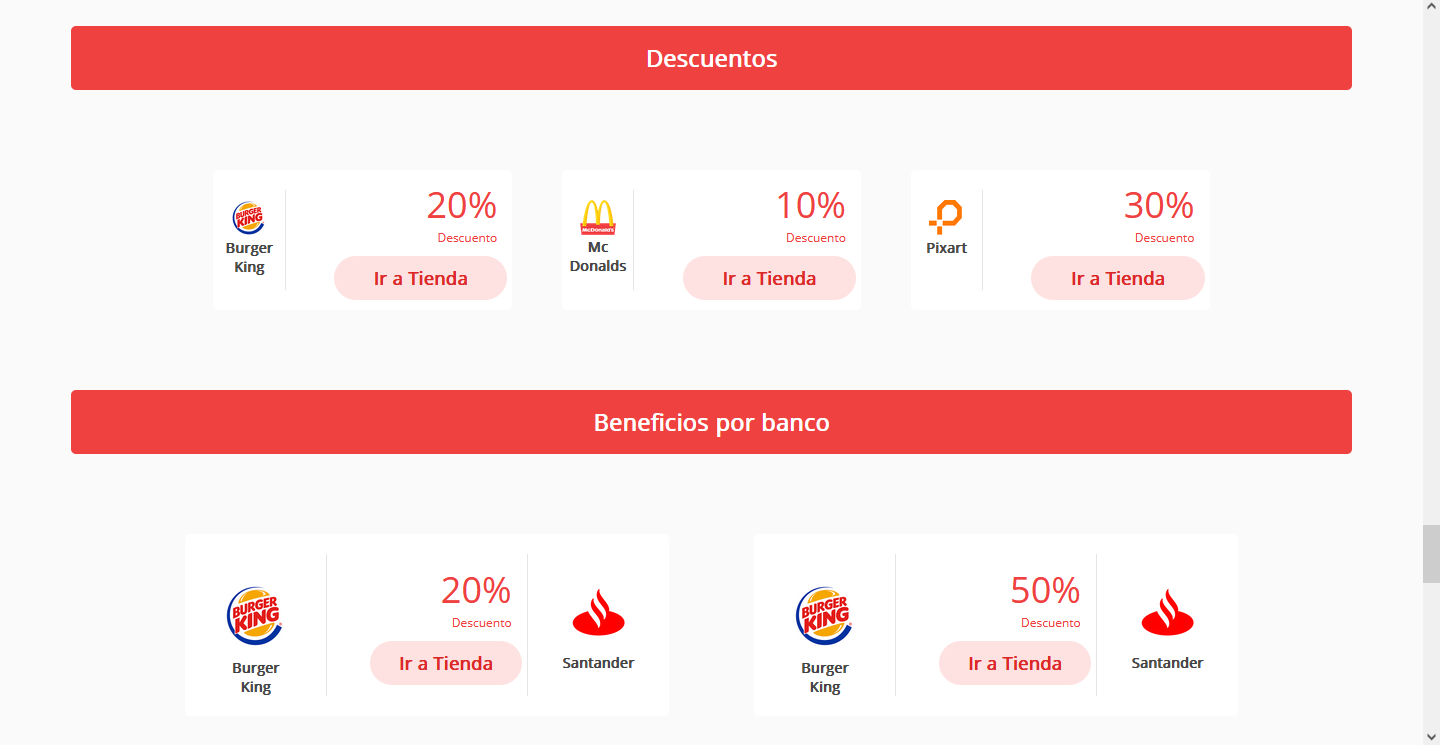 Descuentos
BURGER KING
Burger
King
20%
Descuento
Ir a Tienda
McDonald's
Mc
Donalds
10%
Descuento
Ir a Tienda
Pixart
30%
Descuento
Ir a Tienda
Beneficios por banco
BURGER
KING
Burger
King
20%
Descuento
Ir a Tienda
Santander
BURGER
KING
Burger
King
50%
Descuento
Ir a Tienda
Santander